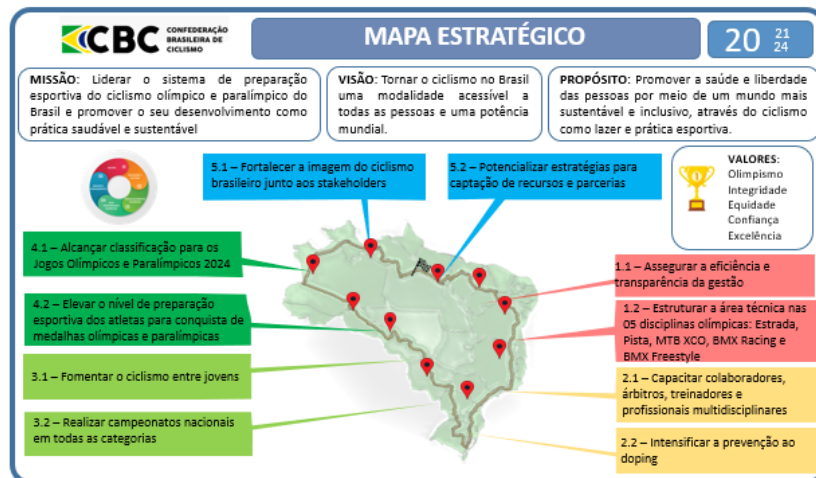 CBC CONFEDERAÇÃO
BRASILEIRA DE
CICLISMO
MAPA ESTRATÉGICO
20 21
24
MISSÃO: Liderar o sistema de preparação
esportiva do ciclismo olímpico e paralímpico do
Brasil e promover o seu desenvolvimento como
prática saudável e sustentável
VISÃO: Tornar o ciclismo no Brasil
uma modalidade acessível a
todas as pessoas e uma potência
mundial.
PROPÓSITO: Promover a saúde e liberdade
das pessoas por meio de um mundo mais
sustentável e inclusivo, através do ciclismo
como lazer e prática esportiva.
5.1 – Fortalecer a imagem do ciclismo
brasileiro junto aos stakeholders
5.2 – Potencializar estratégias para
captação de recursos e parcerias
VALORES:
Olimpismo
Integridade
Equidade
Confiança
Excelência
4.1 – Alcançar classificação para os
Jogos Olímpicos e Paralímpicos 2024
4.2 – Elevar o nível de preparação
esportiva dos atletas para conquista de
medalhas olímpicas e paralímpicas
3.1 – Fomentar o ciclismo entre jovens
3.2 – Realizar campeonatos nacionais
em todas as categorias
1.1 – Assegurar a eficiência e
transparência da gestão
1.2 – Estruturar a área técnica nas
05 disciplinas olímpicas: Estrada,
Pista, MTB XCO, BMX Racing e
BMX Freestyle
2.1 – Capacitar colaboradores,
árbitros, treinadores e
profissionais multidisciplinares
2.2 – Intensificar a prevenção ao
doping